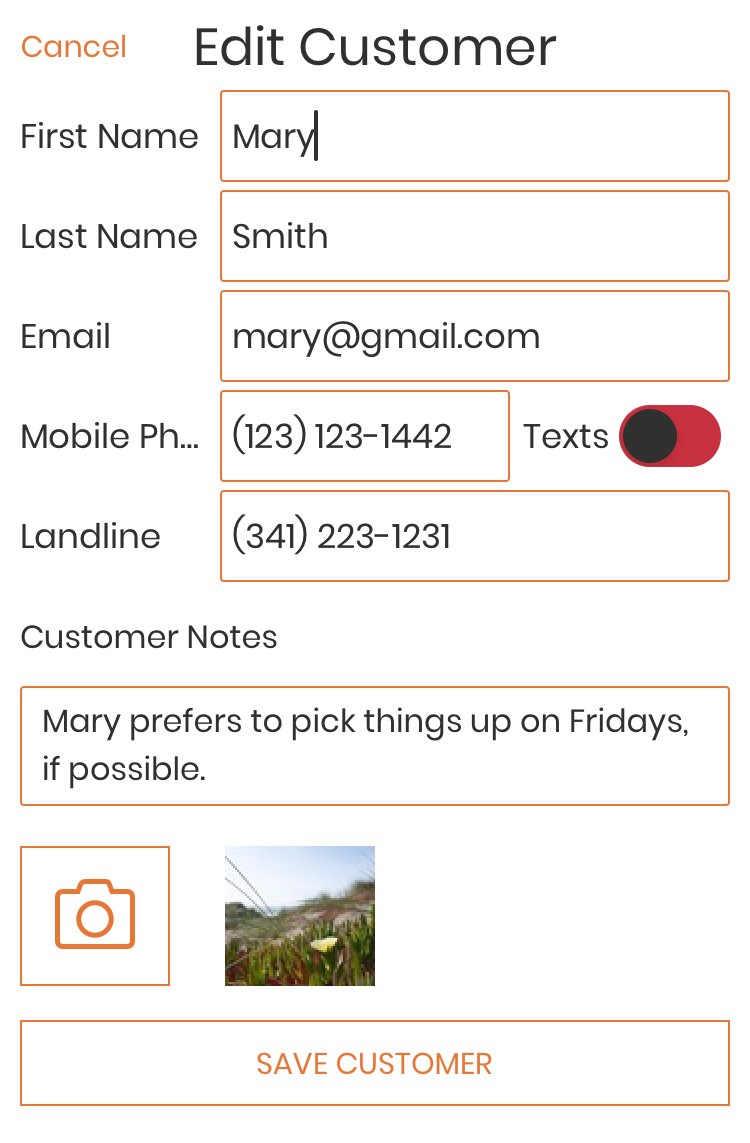 Cancel
Edit Customer
First Name
Mary
Last Name
Smith
Email
mary@gmail.com
Mobile Ph...
(123) 123-1442
Texts
Landline
(341) 223-1231
Customer Notes
Mary prefers to pick things up on Fridays,
if possible.
SAVE CUSTOMER